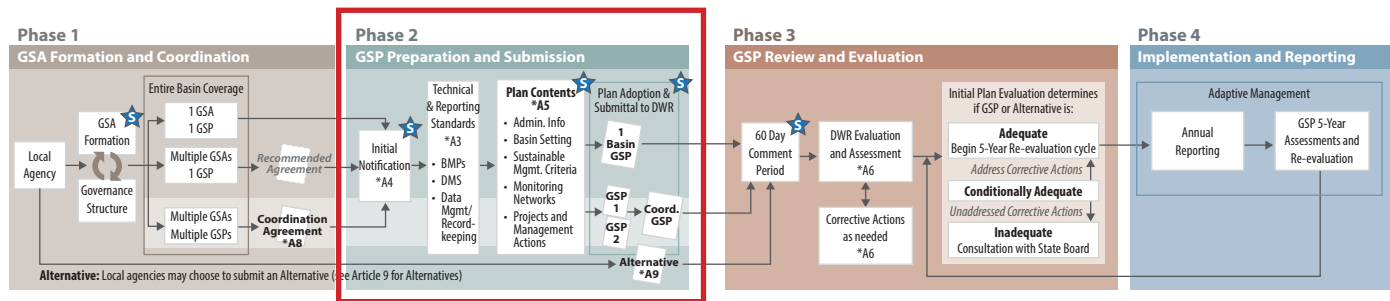 Phase 1
GSA Formation and Coordination
Local
Agency
GSA
Formation
S
Governance
Structure
Entire Basin Coverage
1 GSA
1 GSP
Multiple GSAs
1 GSP
Multiple GSAs
Multiple GSPs
Recommended
Agreement
Coordination
Agreement
*A8
Alternative: Local agencies may choose to submit an Alternative (see Article 9 for Alternatives)
Phase 2
GSP Preparation and Submission
S
Initial
Notification
*A4
Technical
& Reporting
Standards
*A3
• BMPs
• DMS
• Data
Mgmt/
Record-
keeping
S
Plan Contents
*A5
• Admin. Info
• Basin Setting
• Sustainable
Mgmt. Criteria
• Monitoring
Networks
• Projects and
Management
Actions
S
Plan Adoption &
Submittal to DWR
1
Basin
GSP
GSP
1
GSP
2
Coord.
GSP
Alternative
*A9
Phase 3
GSP Review and Evaluation
S
60 Day
Comment
Period
DWR Evaluation
and Assessment
*A6
Corrective Actions
as needed
*A6
Initial Plan Evaluation determines
if GSP or Alternative is:
Adequate
Begin 5-Year Re-evaluation cycle
Address Corrective Actions
Conditionally Adequate
Unaddressed Corrective Actions
Inadequate
Consultation with State Board
Phase 4
Implementation and Reporting
Adaptive Management
Annual
Reporting
GSP 5-Year
Assessments and
Re-evaluation